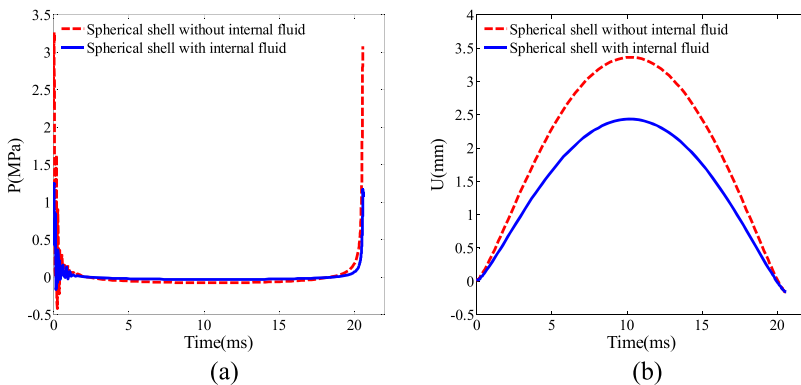 3.5
3
2.5
2
1.5
1
0.5
0
-0.5
P(MPa)
Spherical shell without internal fluid
Spherical shell with internal fluid
0
5
10
15
20
Time(ms)
(a)
4
3.5
3
2.5
2
1.5
1
0.5
0
-0.5
U(mm)
Spherical shell without internal fluid
Spherical shell with internal fluid
0
5
10
15
20
Time(ms)
(b)